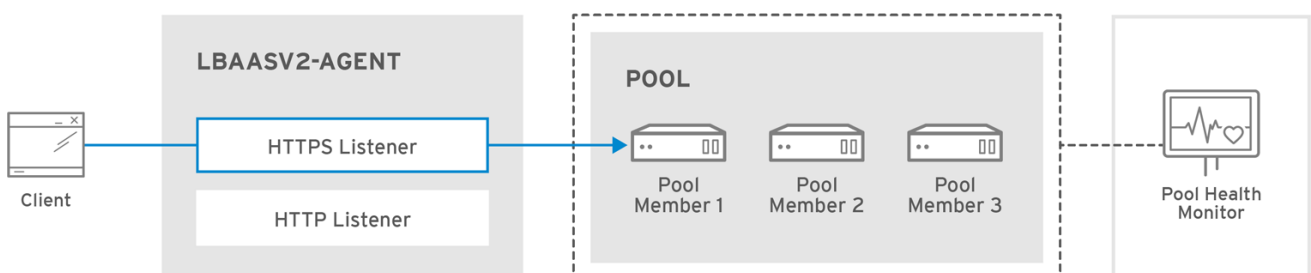 LBAASV2-AGENT
POOL
HTTPS Listener
Client
HTTP Listener
Pool
Member 1
Pool
Member 2
Pool
Member 3
Pool Health
Monitor